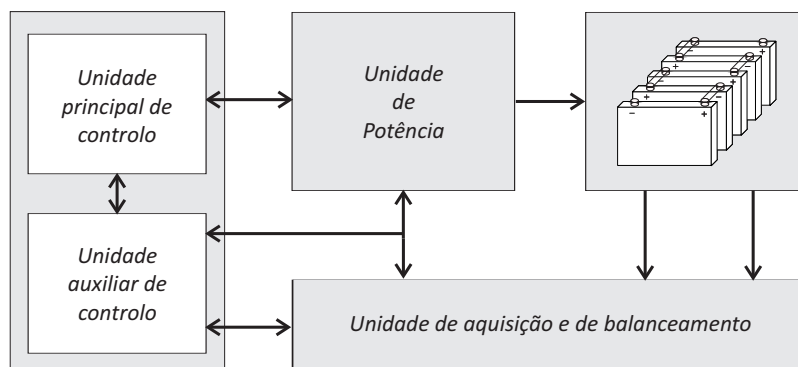 Unidade
principal de
controlo
Unidade
de
Potência
Unidade
auxiliar de
controlo
Unidade de aquisição e de balanceamento